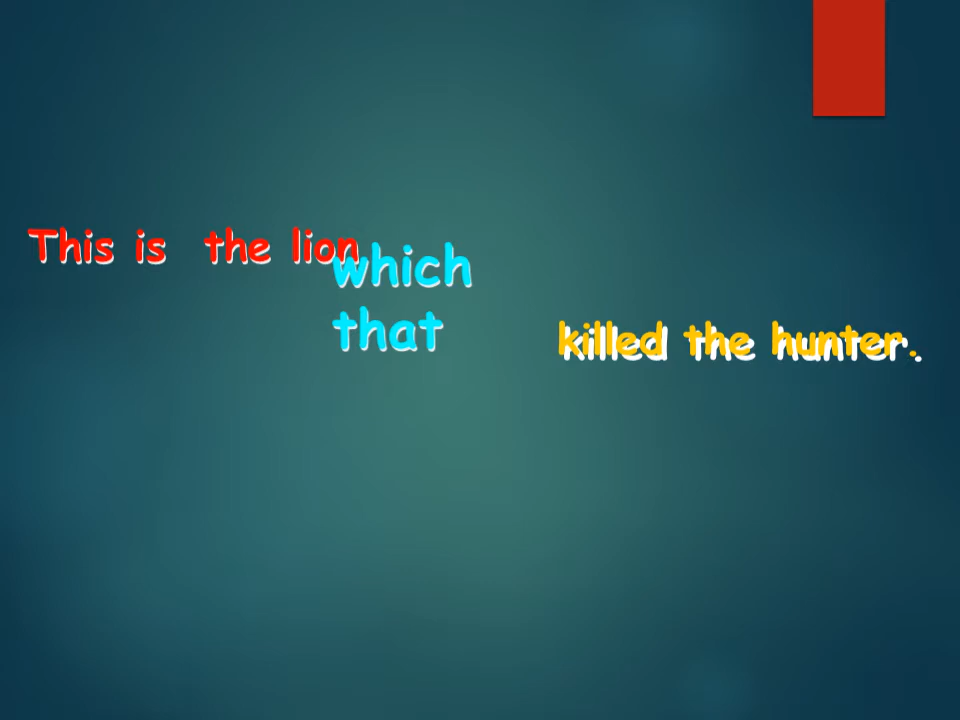 This is the lion
which
that
killed the hunter.